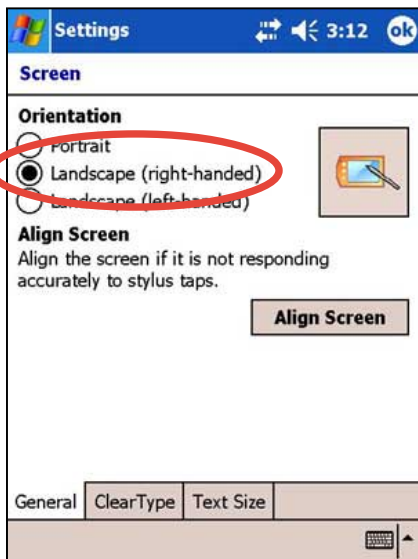 Settings 3:12 ok
Screen
Orientation
Portrait
Landscape (right-handed)
Landscape (left-handed)
Align Screen
Align the screen if it is not responding
accurately to stylus taps.
Align Screen
General ClearType Text Size